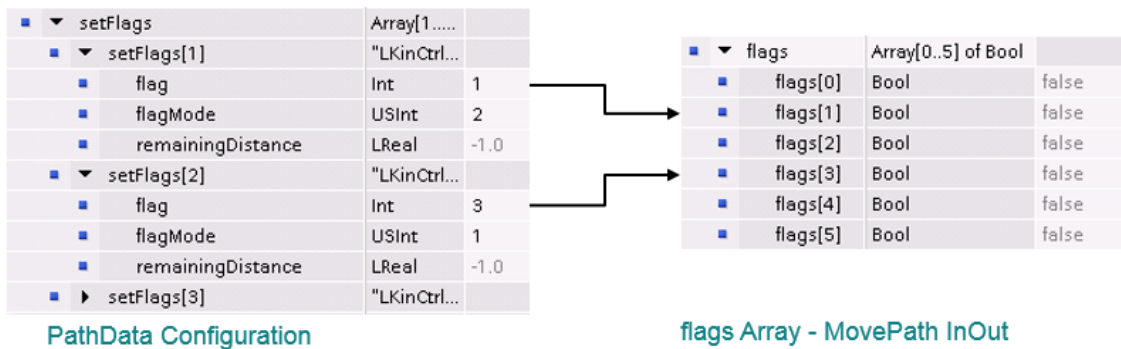 setFlags Array[1.....
setFlags[1] "LKinCtrl...
flag Int 1
flagMode USInt 2
remainingDistance LReal -1.0
setFlags[2] "LKinCtrl...
flag Int 3
flagMode USInt 1
remainingDistance LReal -1.0
setFlags[3] "LKinCtrl...
PathData Configuration
flags Array[0..5] of Bool
flags[0] Bool false
flags[1] Bool false
flags[2] Bool false
flags[3] Bool false
flags[4] Bool false
flags[5] Bool false
flags Array - MovePath InOut